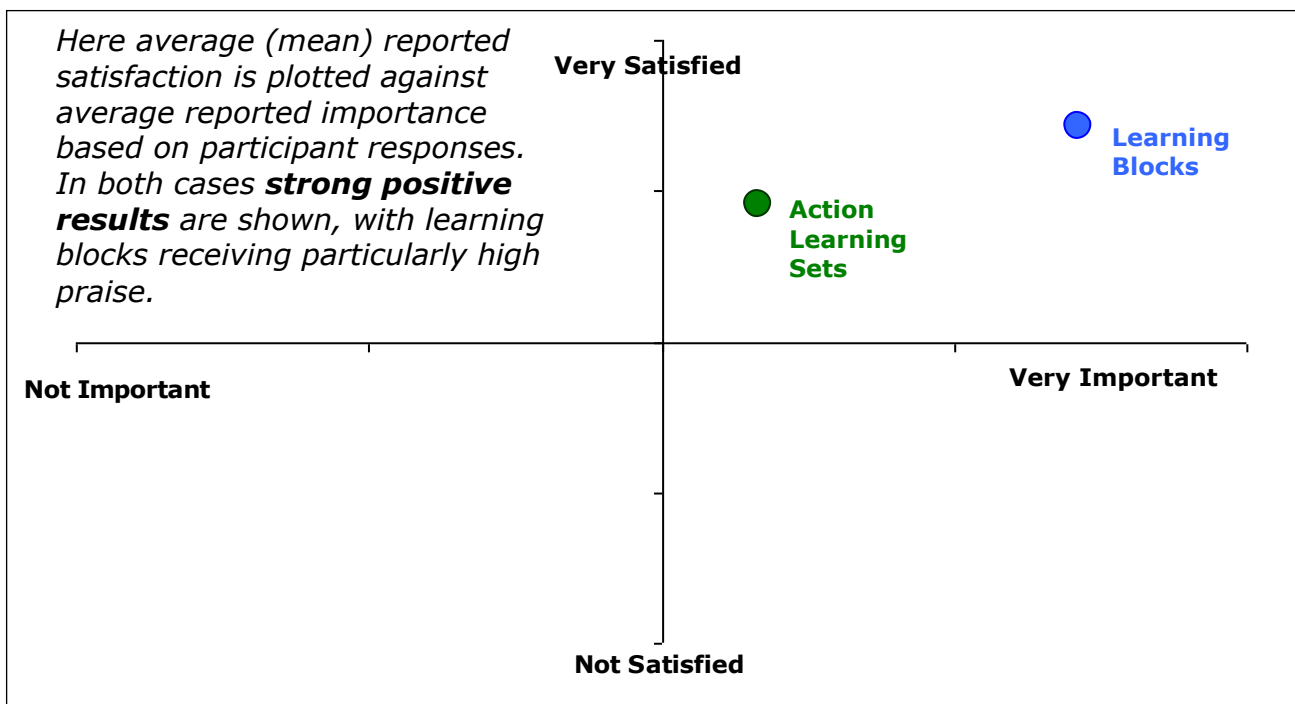 Here average (mean) reported
satisfaction is plotted against
average reported importance
based on participant responses.
In both cases strong positive
results are shown, with learning
blocks receiving particularly high
praise.
Very Satisfied
Learning
Blocks
Action
Learning
Sets
Not Important
Very Important
Not Satisfied